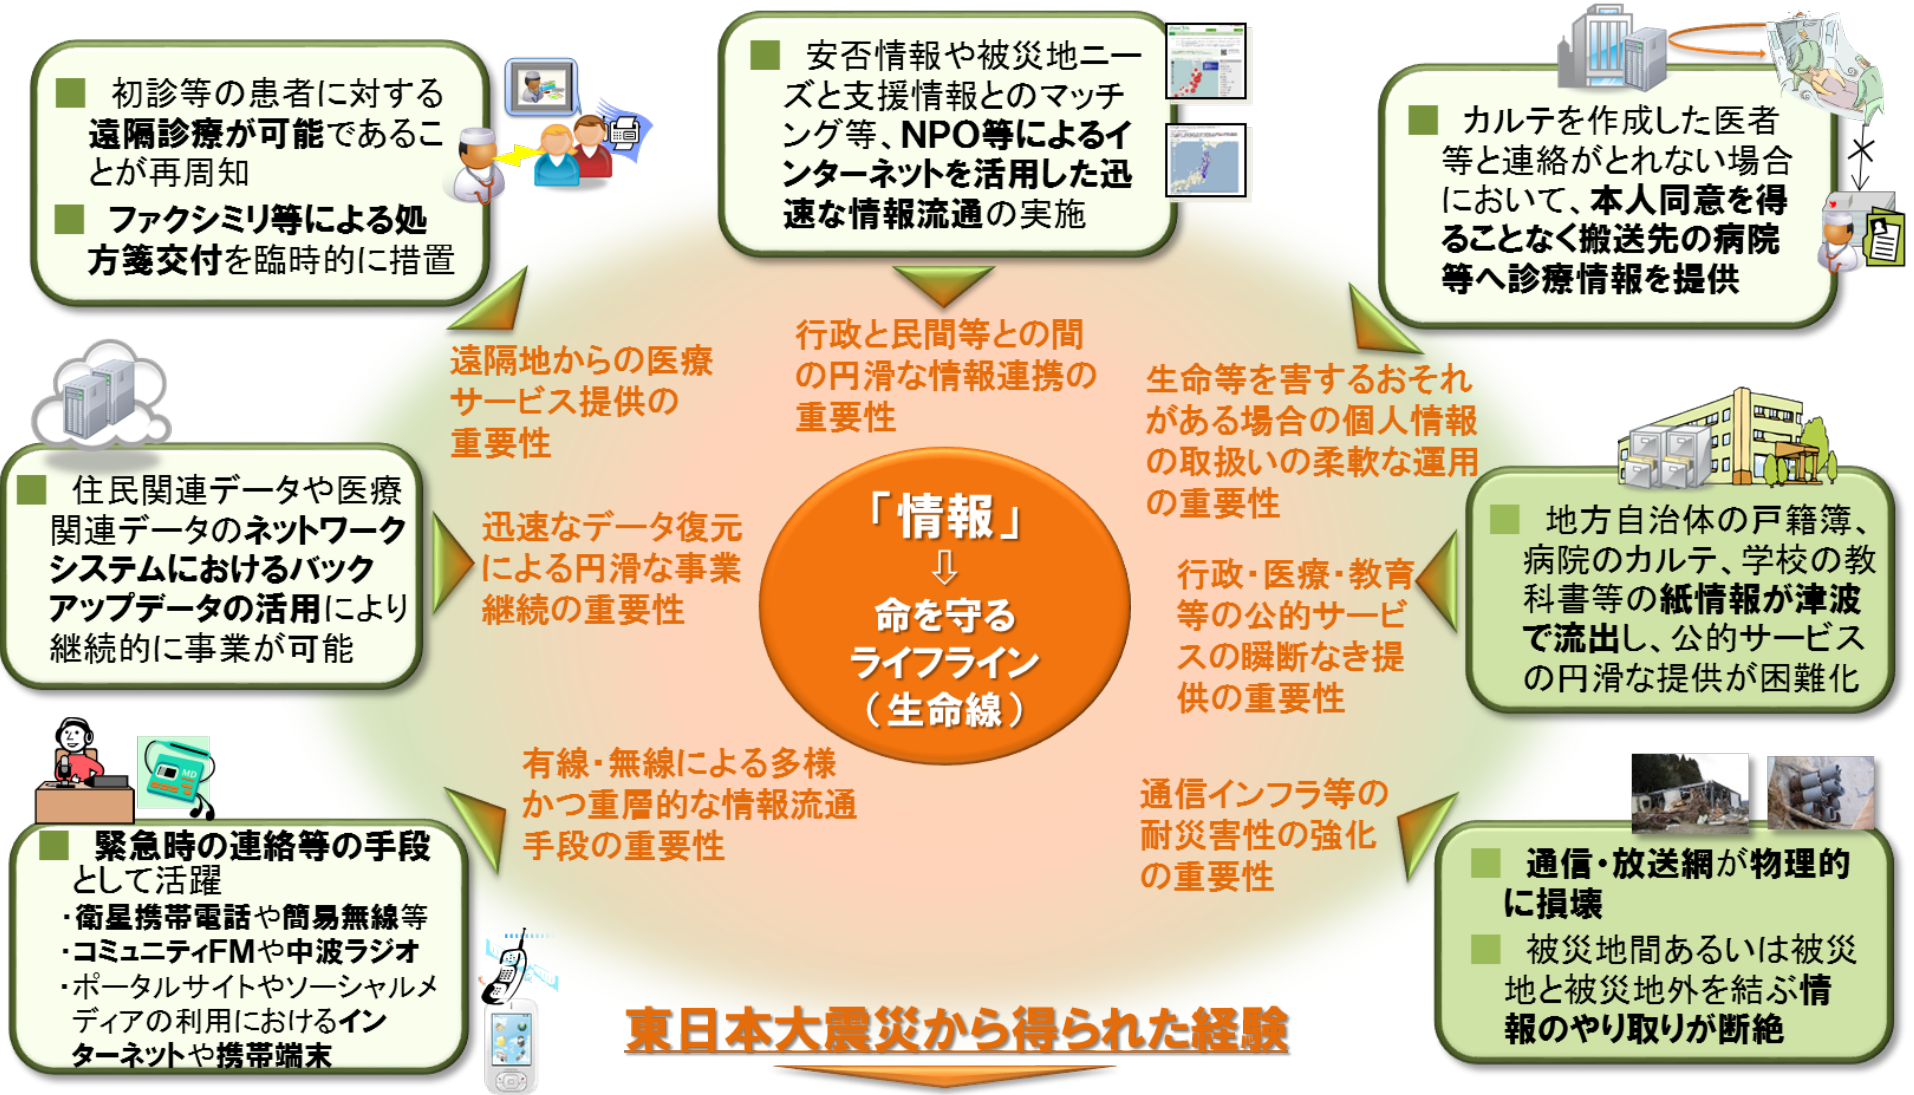 ■ 初診等の患者に対する
遠隔診療が可能であるこ
とが再周知
■ ファクシミリ等による処
方箋交付を臨時的に措置
■ 安否情報や被災地ニー
ズと支援情報とのマッチ
ング等、NPO等によるイ
ンターネットを活用した迅
速な情報流通の実施
■ カルテを作成した医者
等と連絡がとれない場合
において、本人同意を得
ることなく搬送先の病院
等へ診療情報を提供
遠隔地からの医療
サービス提供の
重要性
行政と民間等との間
の円滑な情報連携の
重要性
生命等を害するおそれ
がある場合の個人情報
の取扱いの柔軟な運用
の重要性
■ 住民関連データや医療
関連データのネットワーク
システムにおけるバック
アップデータの活用により
継続的に事業が可能
迅速なデータ復元
による円滑な事業
継続の重要性
「情報」
⇩
命を守る
ライフライン
（生命線）
行政・医療・教育
等の公的サービ
スの瞬断なき提
供の重要性
■ 地方自治体の戸籍簿、
病院のカルテ、学校の教
科書等の紙情報が津波
で流出し、公的サービス
の円滑な提供が困難化
MD
■ 緊急時の連絡等の手段
として活躍
・衛星携帯電話や簡易無線等
・コミュニティFMや中波ラジオ
・ポータルサイトやソーシャルメ
ディアの利用におけるイン
ターネットや携帯端末
有線・無線による多様
かつ重層的な情報流通
手段の重要性
通信インフラ等の
耐災害性の強化
の重要性
■ 通信・放送網が物理的
に損壊
■ 被災地間あるいは被災
地と被災地外を結ぶ情
報のやり取りが断絶
東日本大震災から得られた経験